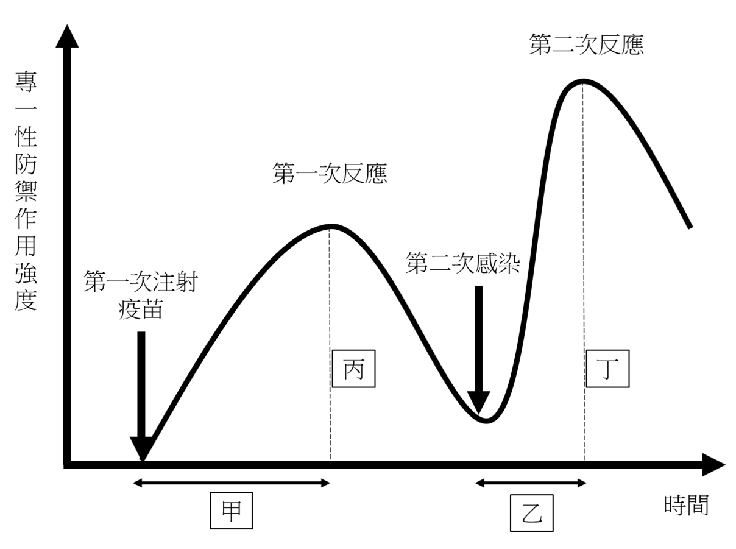 第二次反應
專一性防禦作用強度
第一次反應
第二次感染
第一次注射
疫苗
丙
丁
甲
乙
時間